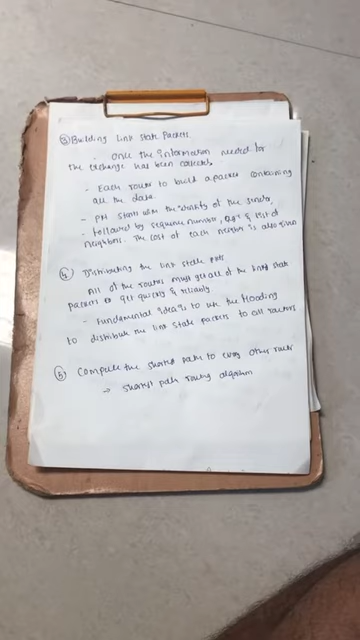 ③ Building Link State Packets
- once the information needed for
the exchange has been collected,
- Each router to build a packet containing
all the data
- Pkt starts with the identity of the sender,
- followed by sequence number, age & list of
neighbors. The cost of each neighbor is also given
④ Distributing the link state pkts
All of the routers must get all of the link state
packets to get quickly & reliably
- Fundamental idea is to use the flooding
to distribute the link state packets to all routers
⑤ Compute the shortest path to every other router
→ shortest path routing algorithm